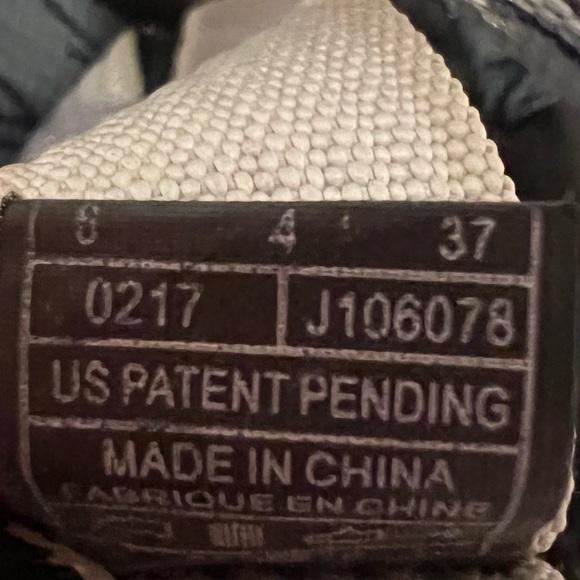 6 4 37
0217 J106078
US PATENT PENDING
MADE IN CHINA
FABRIQUE EN CHINE